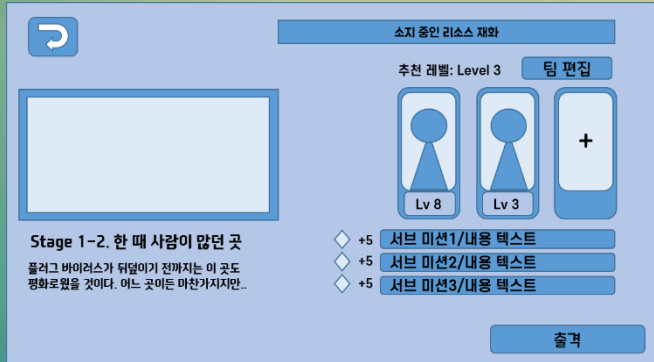 소지 중인 리소스 재화
추천 레벨: Level 3
팀 편집
+
Lv 8
Lv 3
Stage 1-2. 한 때 사람이 많던 곳
플러그 바이러스가 뒤덮이기 전까지는 이 곳도
평화로웠을 것이다. 어느 곳이든 마찬가지지만..
+5 서브 미션1/내용 텍스트
+5 서브 미션2/내용 텍스트
+5 서브 미션3/내용 텍스트
출격